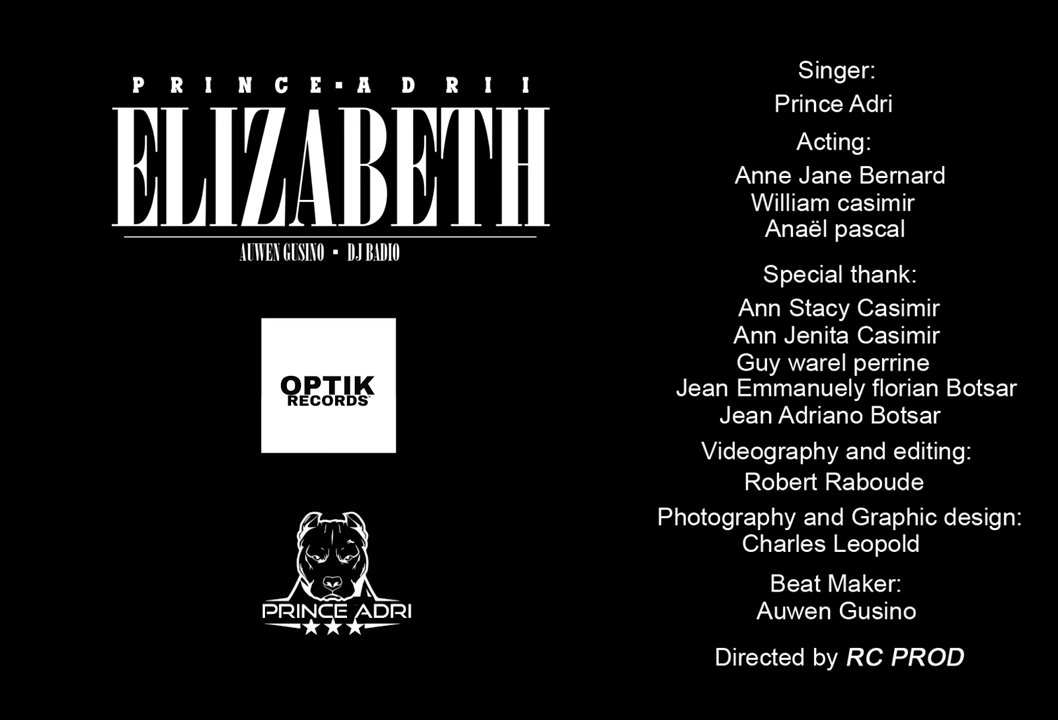 PRINCE▪ADRII
ELIZABETH
AUWEN GUSINO ▪ DJ BADIO
OPTIK
RECORDS
PRINCE ADRI
Singer:
Prince Adri
Acting:
Anne Jane Bernard
William casimir
Anaël pascal
Special thank:
Ann Stacy Casimir
Ann Jenita Casimir
Guy warel perrine
Jean Emmanuely florian Botsar
Jean Adriano Botsar
Videography and editing:
Robert Raboude
Photography and Graphic design:
Charles Leopold
Beat Maker:
Auwen Gusino
Directed by RC PROD